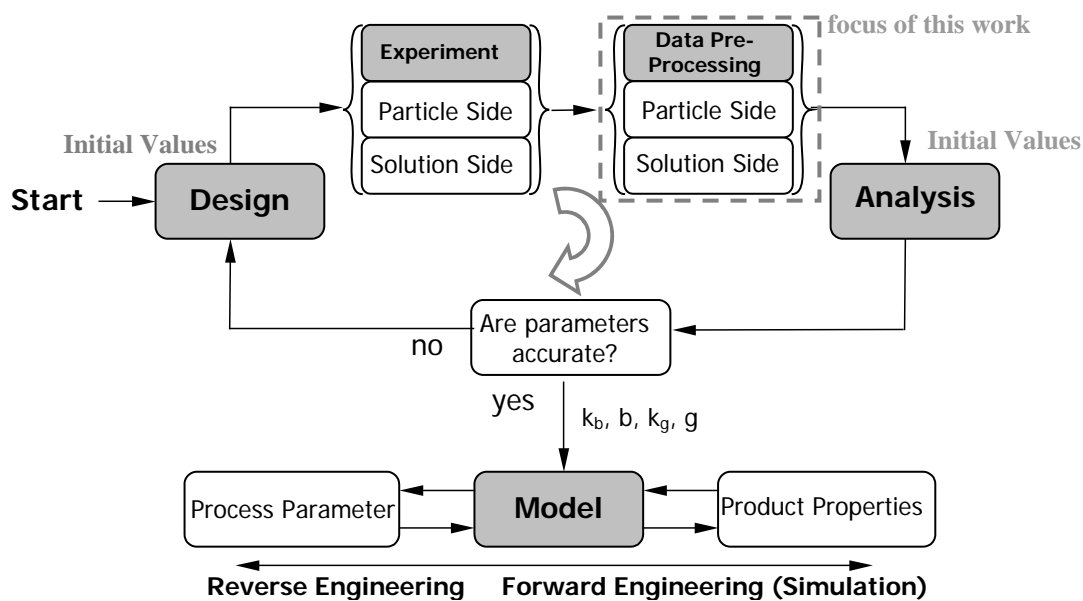 focus of this work
Experiment
Particle Side
Solution Side
Data Pre-
Processing
Particle Side
Solution Side
Initial Values
Initial Values
Start
Design
Analysis
Are parameters
accurate?
no
yes
k_b, b, k_g, g
Process Parameter
Model
Product Properties
Reverse Engineering
Forward Engineering (Simulation)